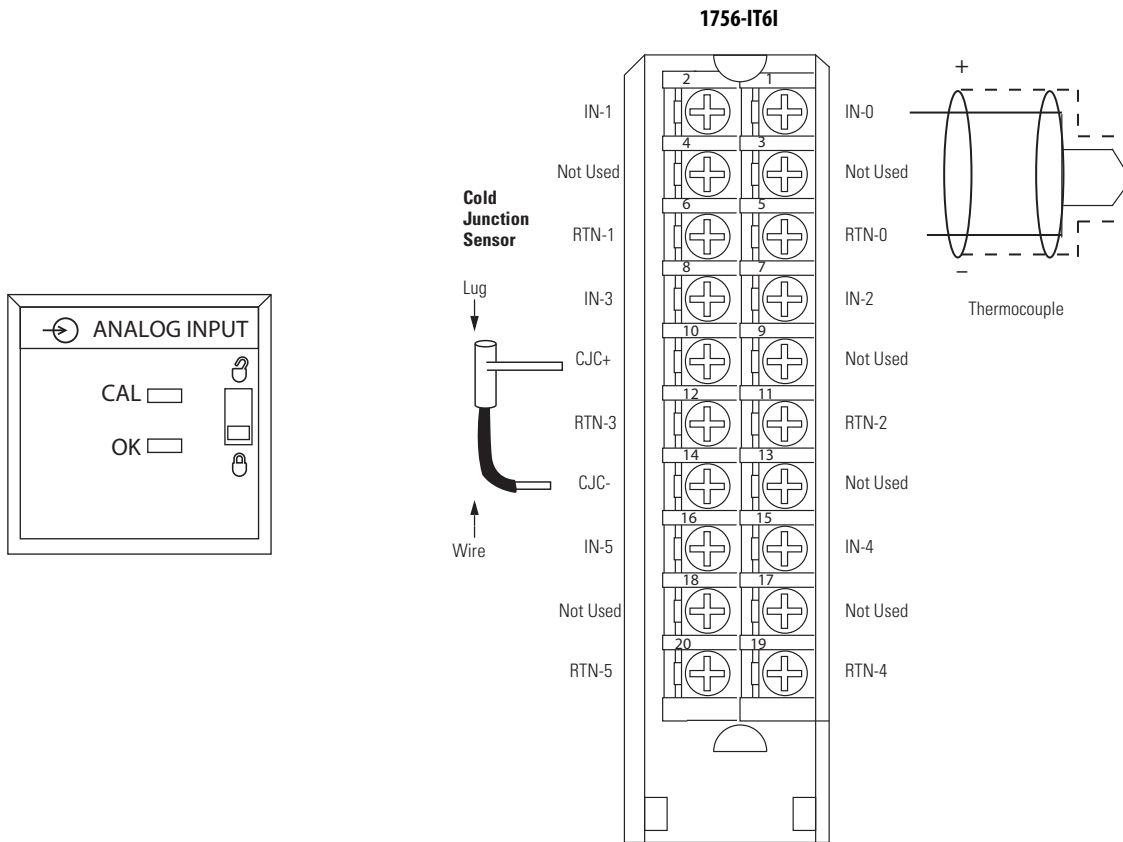 1756-IT6I
2 1
IN-1 IN-0
4 3
Not Used Not Used
6 5
RTN-1 RTN-0
8 7
IN-3 IN-2
10 9
CJC+ Not Used
12 11
RTN-3 RTN-2
14 13
CJC- Not Used
16 15
IN-5 IN-4
18 17
Not Used Not Used
20 19
RTN-5 RTN-4
+
–
Thermocouple
Cold
Junction
Sensor
Lug
Wire
ANALOG INPUT
CAL
OK